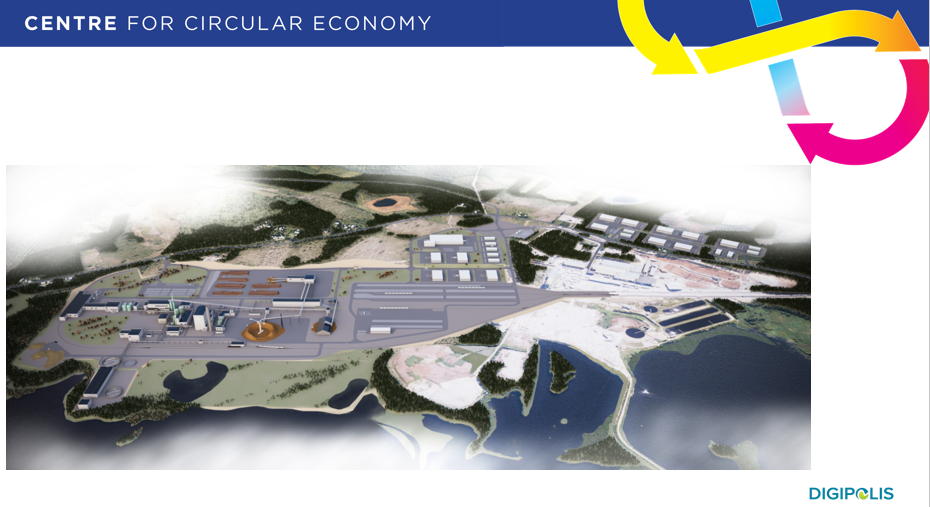 CENTRE FOR CIRCULAR ECONOMY
DIGIPOLIS